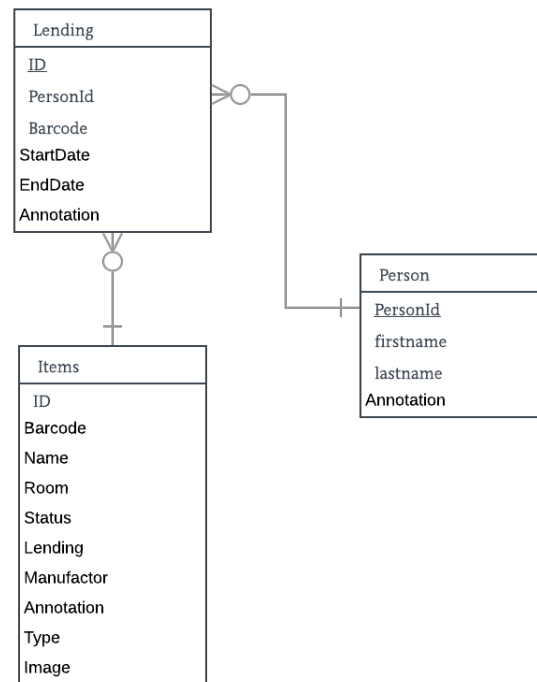 Lending
ID
PersonId
Barcode
StartDate
EndDate
Annotation
Person
PersonId
firstname
lastname
Annotation
Items
ID
Barcode
Name
Room
Status
Lending
Manufactor
Annotation
Type
Image